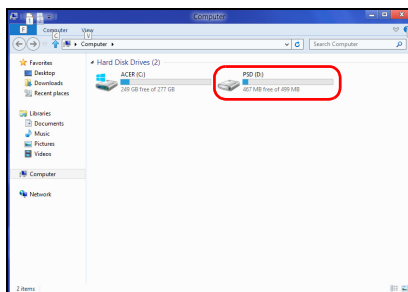 1
Computer
F
Computer
View
C
V
Computer
Search Computer
Favorites
Desktop
Downloads
Recent places
Libraries
Documents
Music
Pictures
Videos
Computer
Network
Hard Disk Drives (2)
ACER (C:)
249 GB free of 277 GB
PSD (D:)
467 MB free of 499 MB
2 items